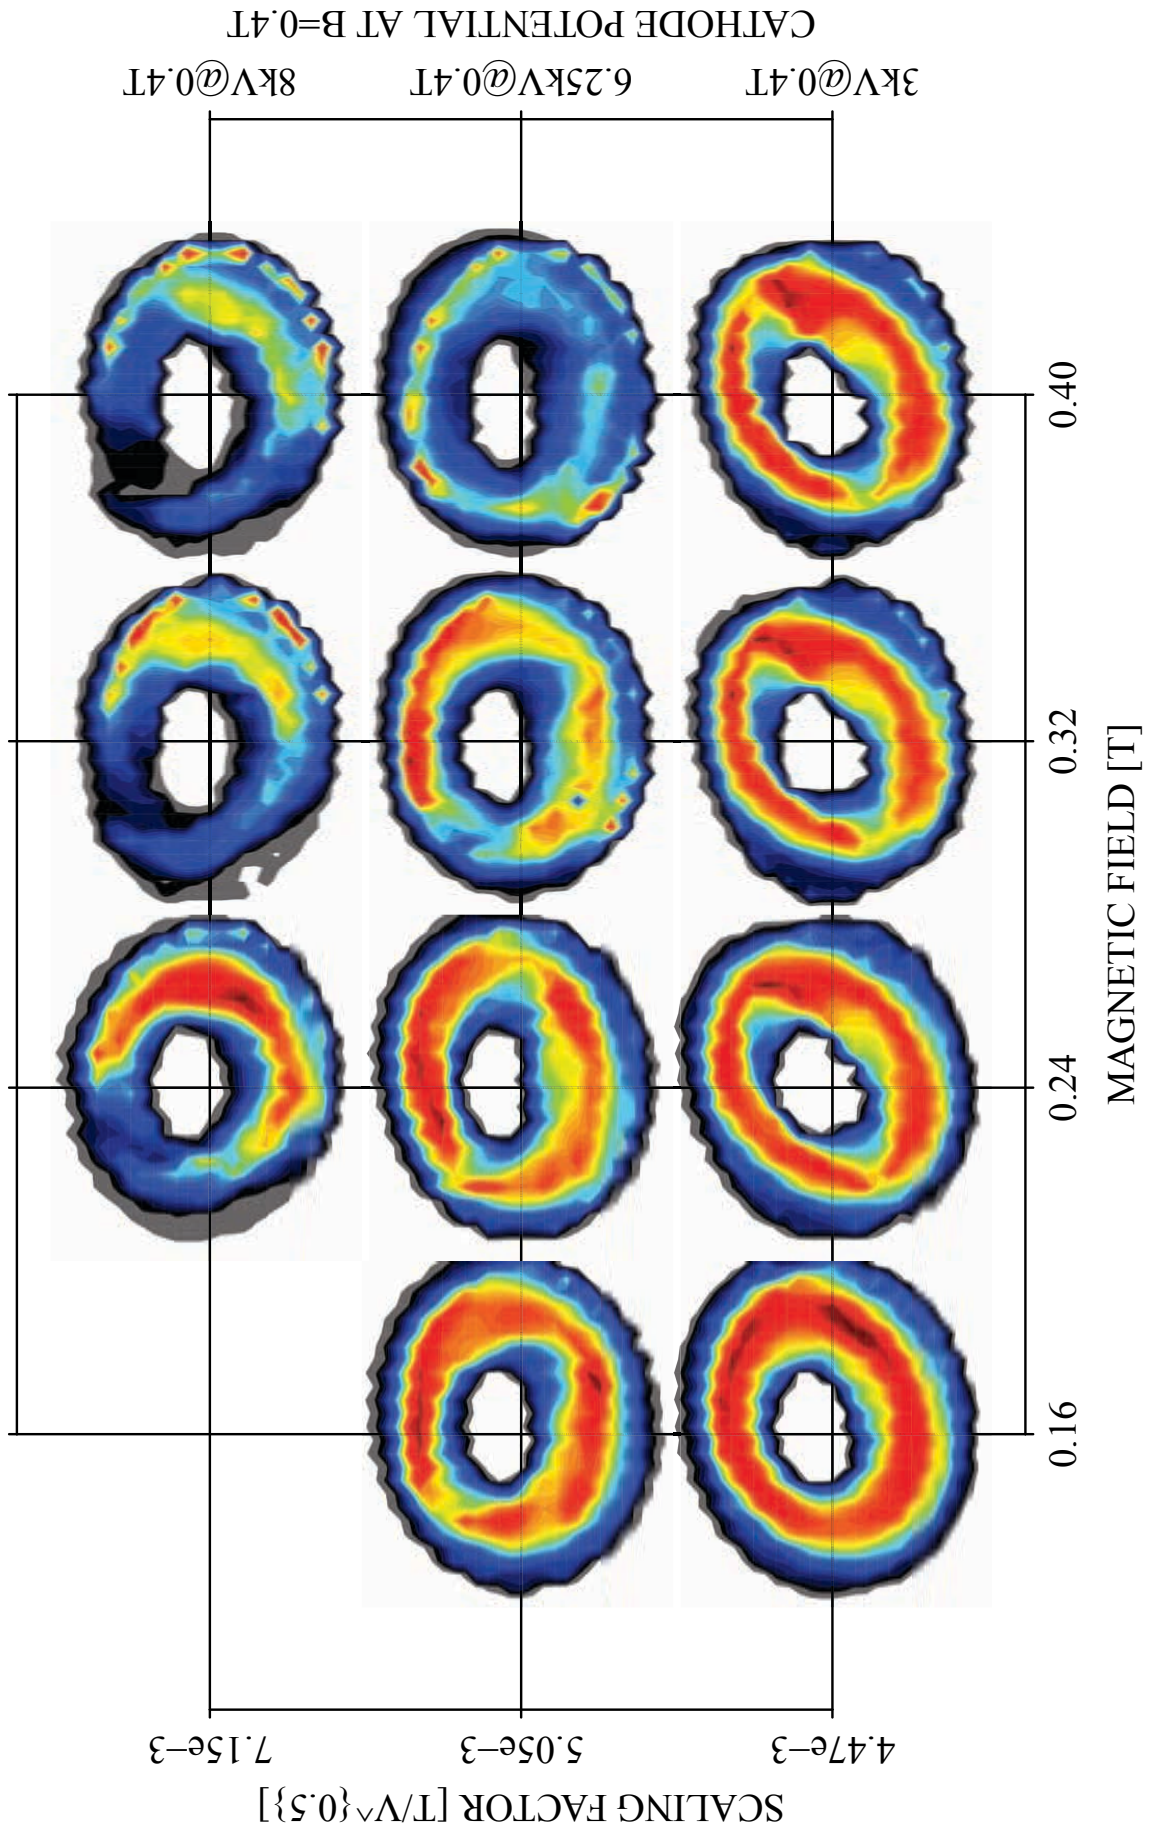 CATHODE POTENTIAL AT B=0.4T
8kV@0.4T
6.25kV@0.4T
3kV@0.4T
0.40
0.32
0.24
0.16
MAGNETIC FIELD [T]
7.15e−3
5.05e−3
4.47e−3
SCALING FACTOR [T/V^{0.5}]